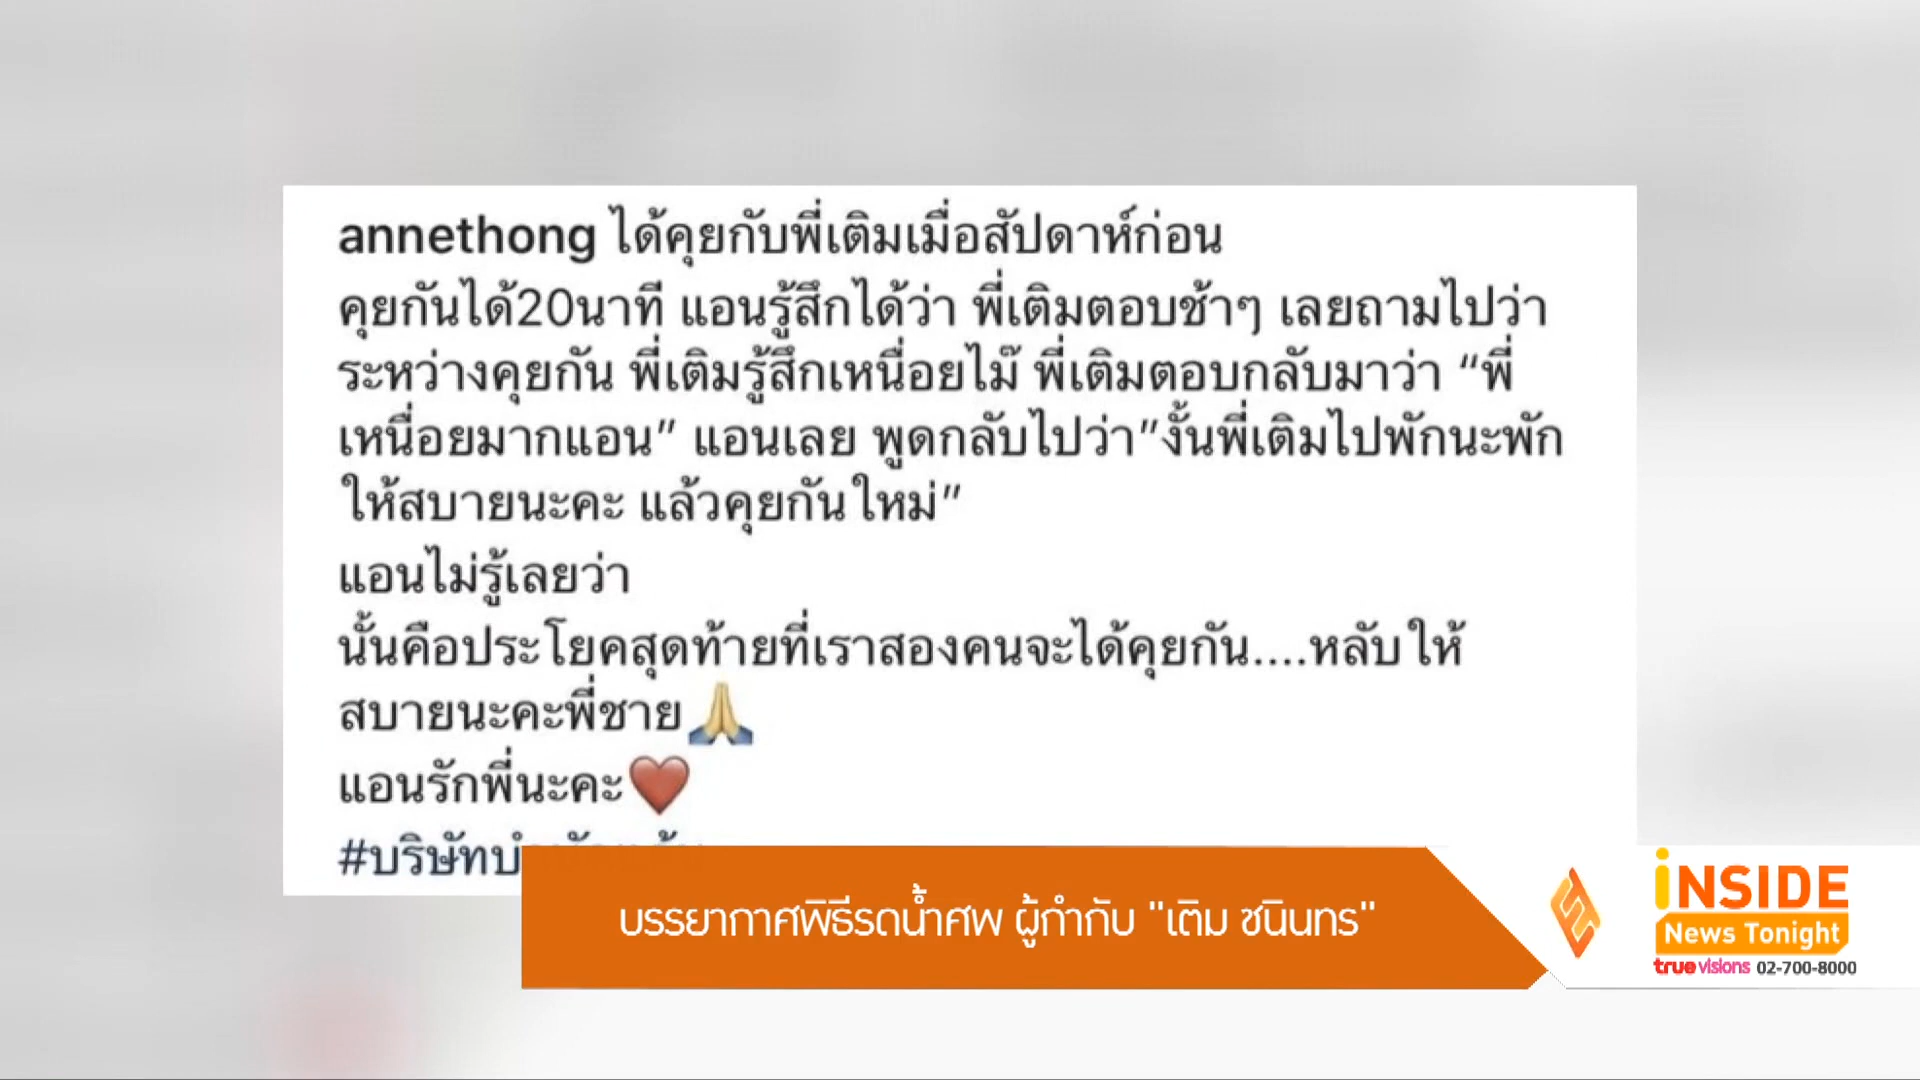 annethong ได้คุยกับพี่เติมเมื่อสัปดาห์ก่อน
คุยกันได้20นาที แอนรู้สึกได้ว่า พี่เติมตอบช้าๆ เลยถามไปว่า
ระหว่างคุยกัน พี่เติมรู้สึกเหนื่อยไม๊ พี่เติมตอบกลับมาว่า “พี่
เหนื่อยมากแอน” แอนเลย พูดกลับไปว่า”งั้นพี่เติมไปพักนะพัก
ให้สบายนะคะ แล้วคุยกันใหม่”
แอนไม่รู้เลยว่า
นั้นคือประโยคสุดท้ายที่เราสองคนจะได้คุยกัน....หลับให้
สบายนะคะพี่ชาย🙏
แอนรักพี่นะคะ❤️
บรรยากาศพิธีรดน้ำศพ ผู้กำกับ "เติม ชนินทร"
iNSIDE
News Tonight
truevisions 02-700-8000